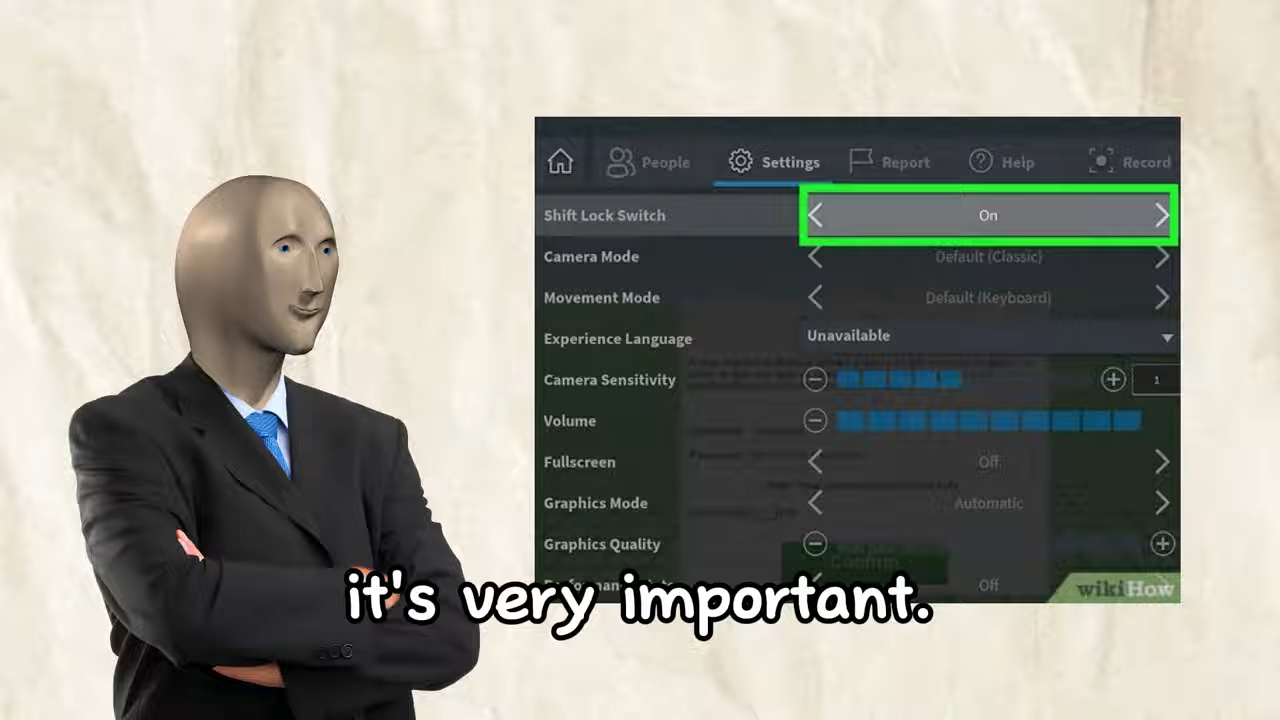 People Settings Report Help Record
Shift Lock Switch On
Camera Mode Default (Classic)
Movement Mode Default (Keyboard)
Experience Language Unavailable
Camera Sensitivity 1
Volume
Fullscreen Off
Graphics Mode Automatic
Graphics Quality
Confirm
Off
wikiHow
it's very important.